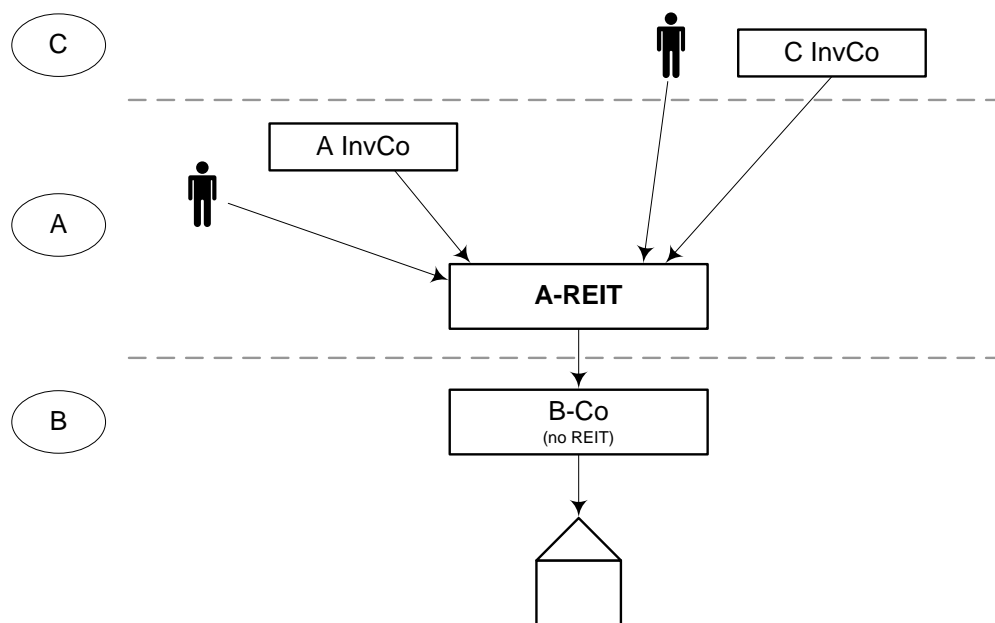 C
C InvCo
A InvCo
A
A-REIT
B-Co
(no REIT)
B